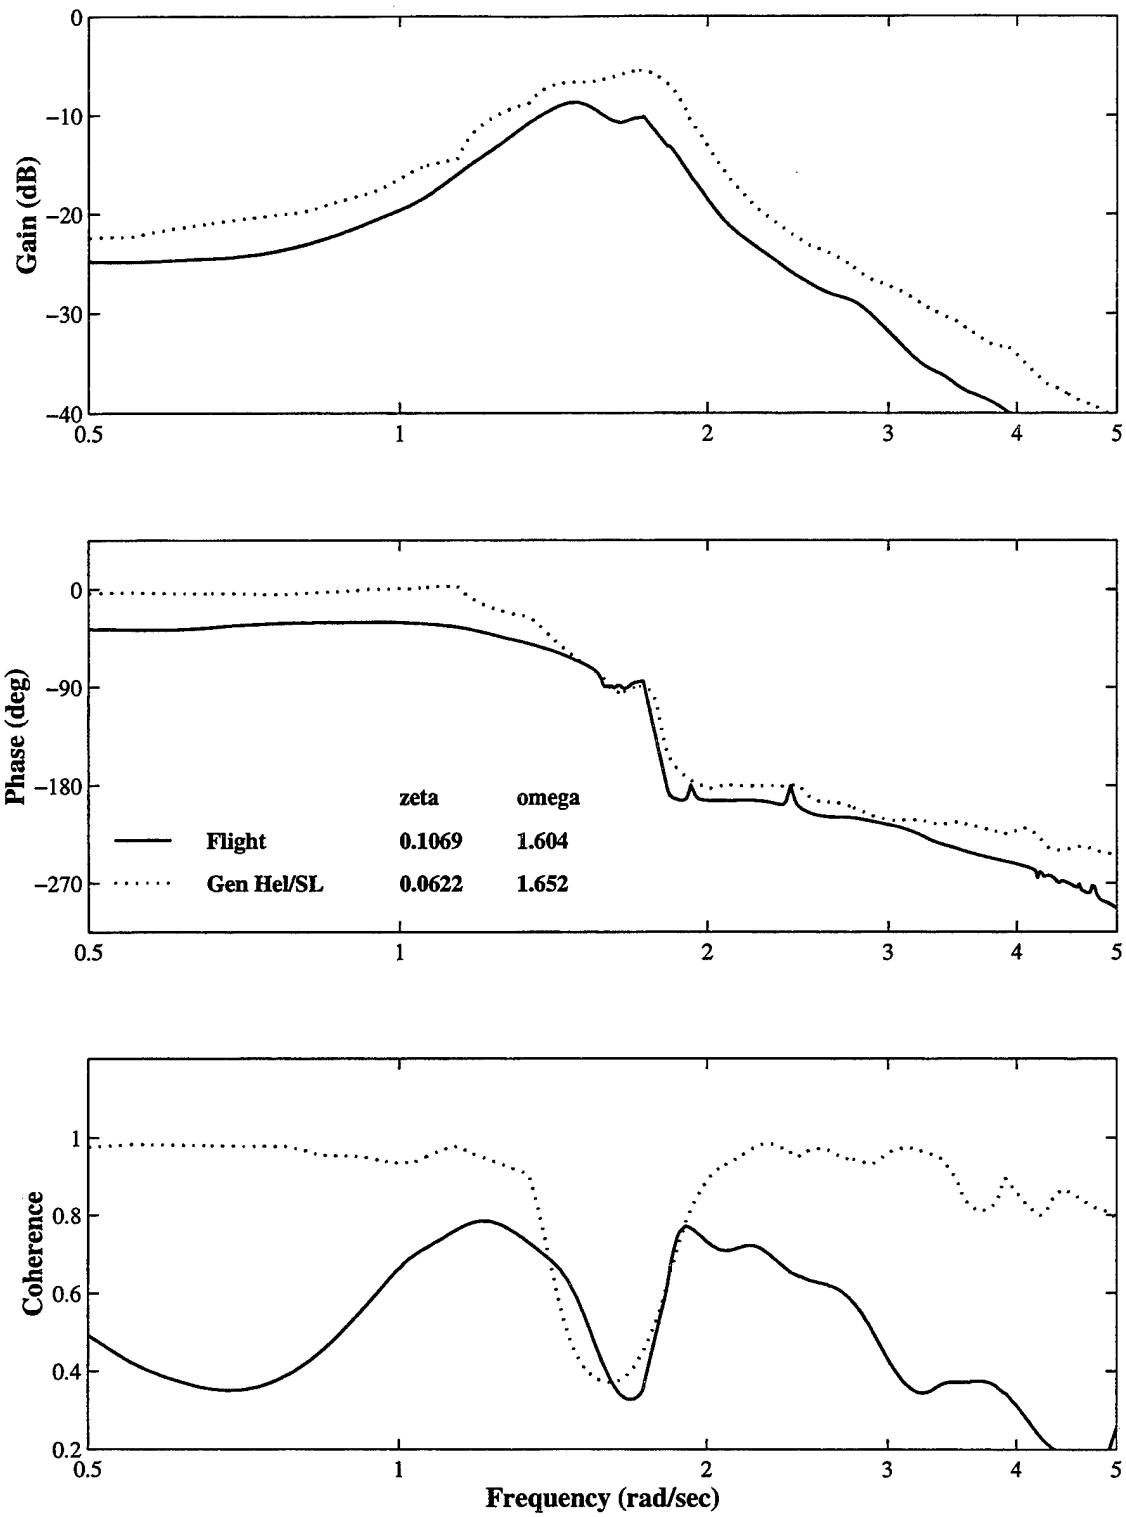 0
−10
−20
−30
−40
Gain (dB)
0.5 1 2 3 4 5
0
−90
−180
−270
Phase (deg)
zeta omega
Flight 0.1069 1.604
Gen Hel/SL 0.0622 1.652
0.5 1 2 3 4 5
1
0.8
0.6
0.4
0.2
Coherence
0.5 1 2 3 4 5
Frequency (rad/sec)